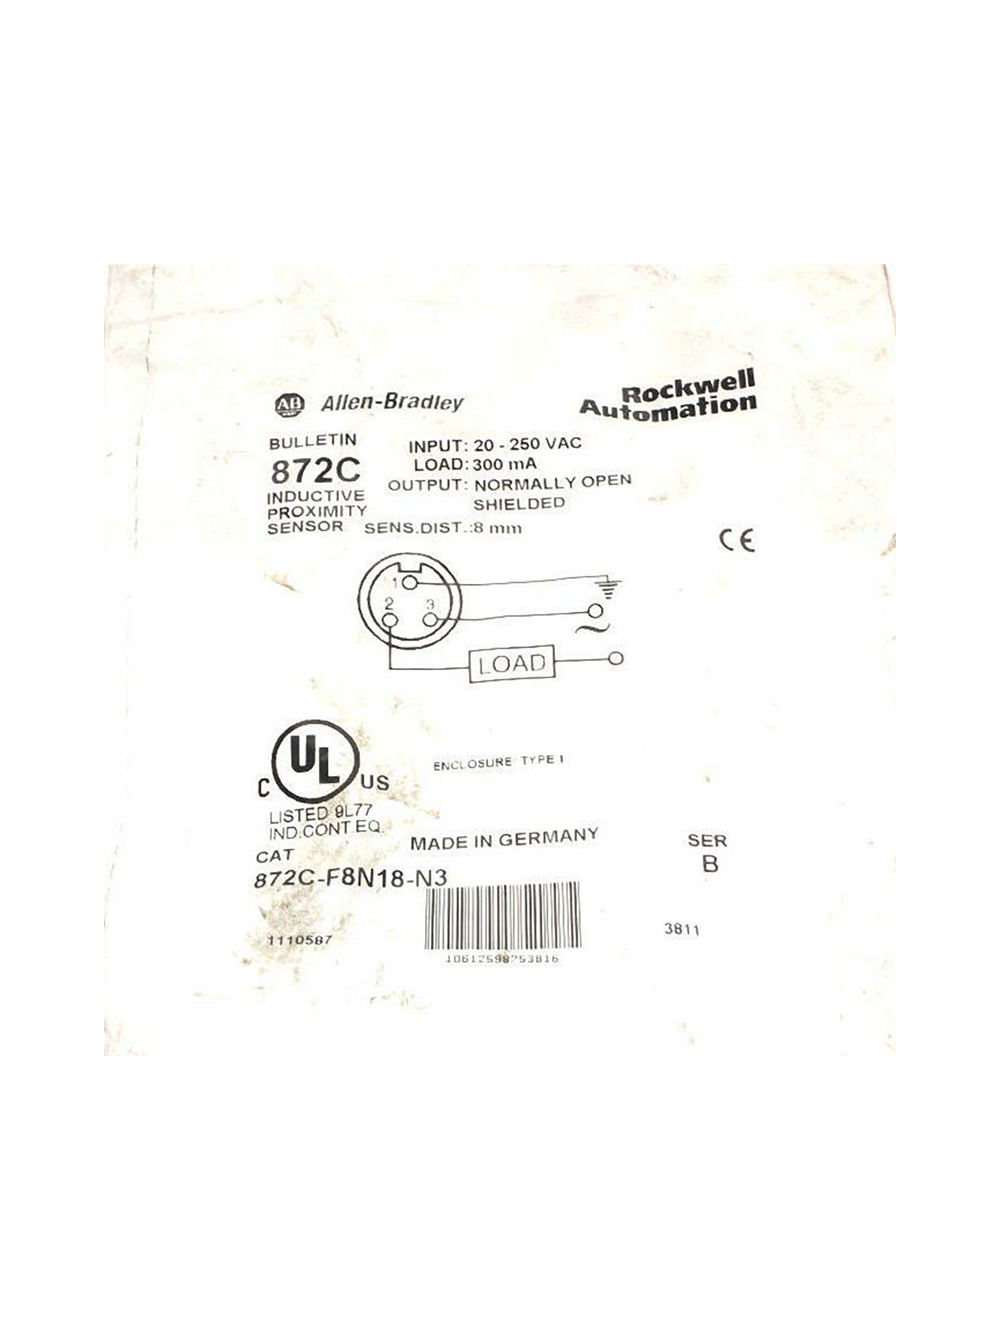 AB Allen-Bradley
Rockwell
Automation
BULLETIN
872C
INDUCTIVE
PROXIMITY
SENSOR
INPUT: 20 - 250 VAC
LOAD: 300 mA
OUTPUT: NORMALLY OPEN
SHIELDED
SENS.DIST.:8 mm
CE
1
2 3
LOAD
C UL US
LISTED 9L77
IND.CONT.EQ.
ENCLOSURE TYPE 1
MADE IN GERMANY
SER
B
CAT
872C-F8N18-N3
1110587
10612598753816
3811